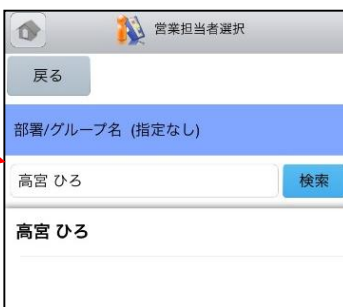 営業担当者選択
戻る
部署/グループ名 (指定なし)
高宮 ひろ 検索
高宮 ひろ